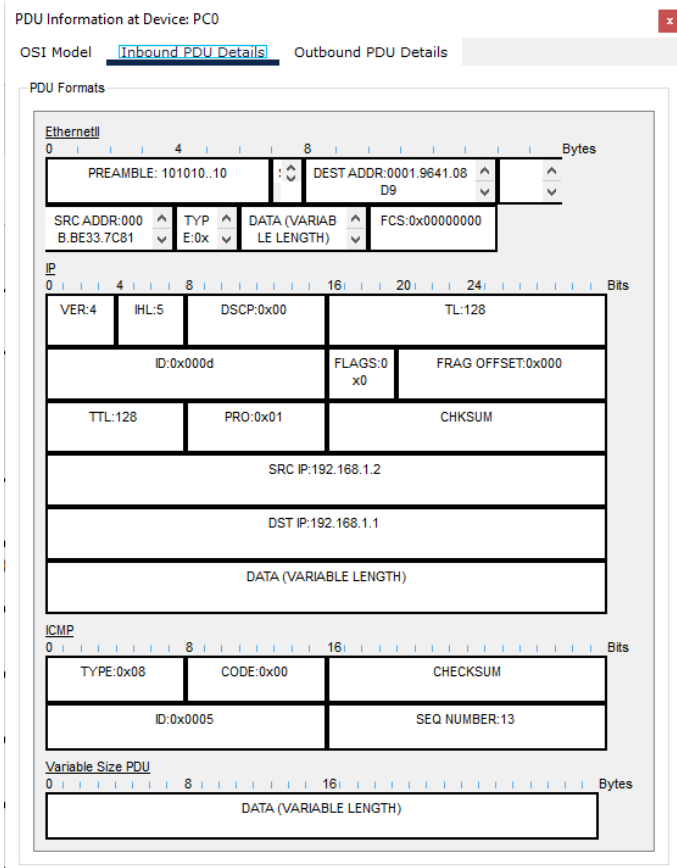 PDU Information at Device: PC0
x
OSI Model Inbound PDU Details Outbound PDU Details
PDU Formats
EthernetII
0 4 8 Bytes
PREAMBLE: 101010..10 DEST ADDR:0001.9641.08
D9
SRC ADDR:000 TYP DATA (VARIAB FCS:0x00000000
B.BE33.7C81 E:0x LE LENGTH)
IP
0 4 8 16 20 24 Bits
VER:4 IHL:5 DSCP:0x00 TL:128
ID:0x000d FLAGS:0 FRAG OFFSET:0x000
x0
TTL:128 PRO:0x01 CHKSUM
SRC IP:192.168.1.2
DST IP:192.168.1.1
DATA (VARIABLE LENGTH)
ICMP
0 8 16 Bits
TYPE:0x08 CODE:0x00 CHECKSUM
ID:0x0005 SEQ NUMBER:13
Variable Size PDU
0 8 16 Bytes
DATA (VARIABLE LENGTH)